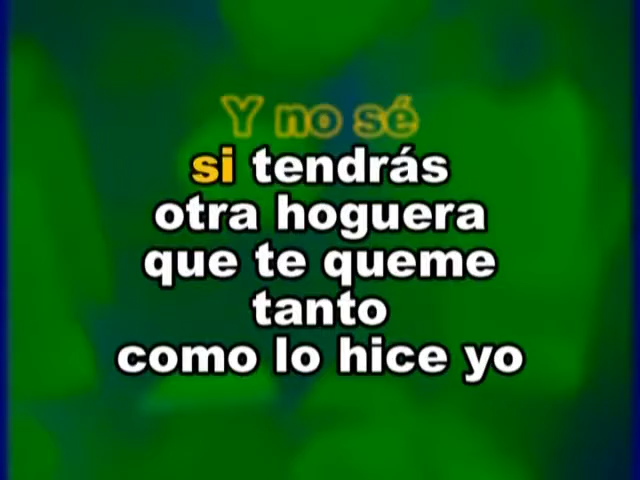 Y no sé
si tendrás
otra hoguera
que te queme
tanto
como lo hice yo